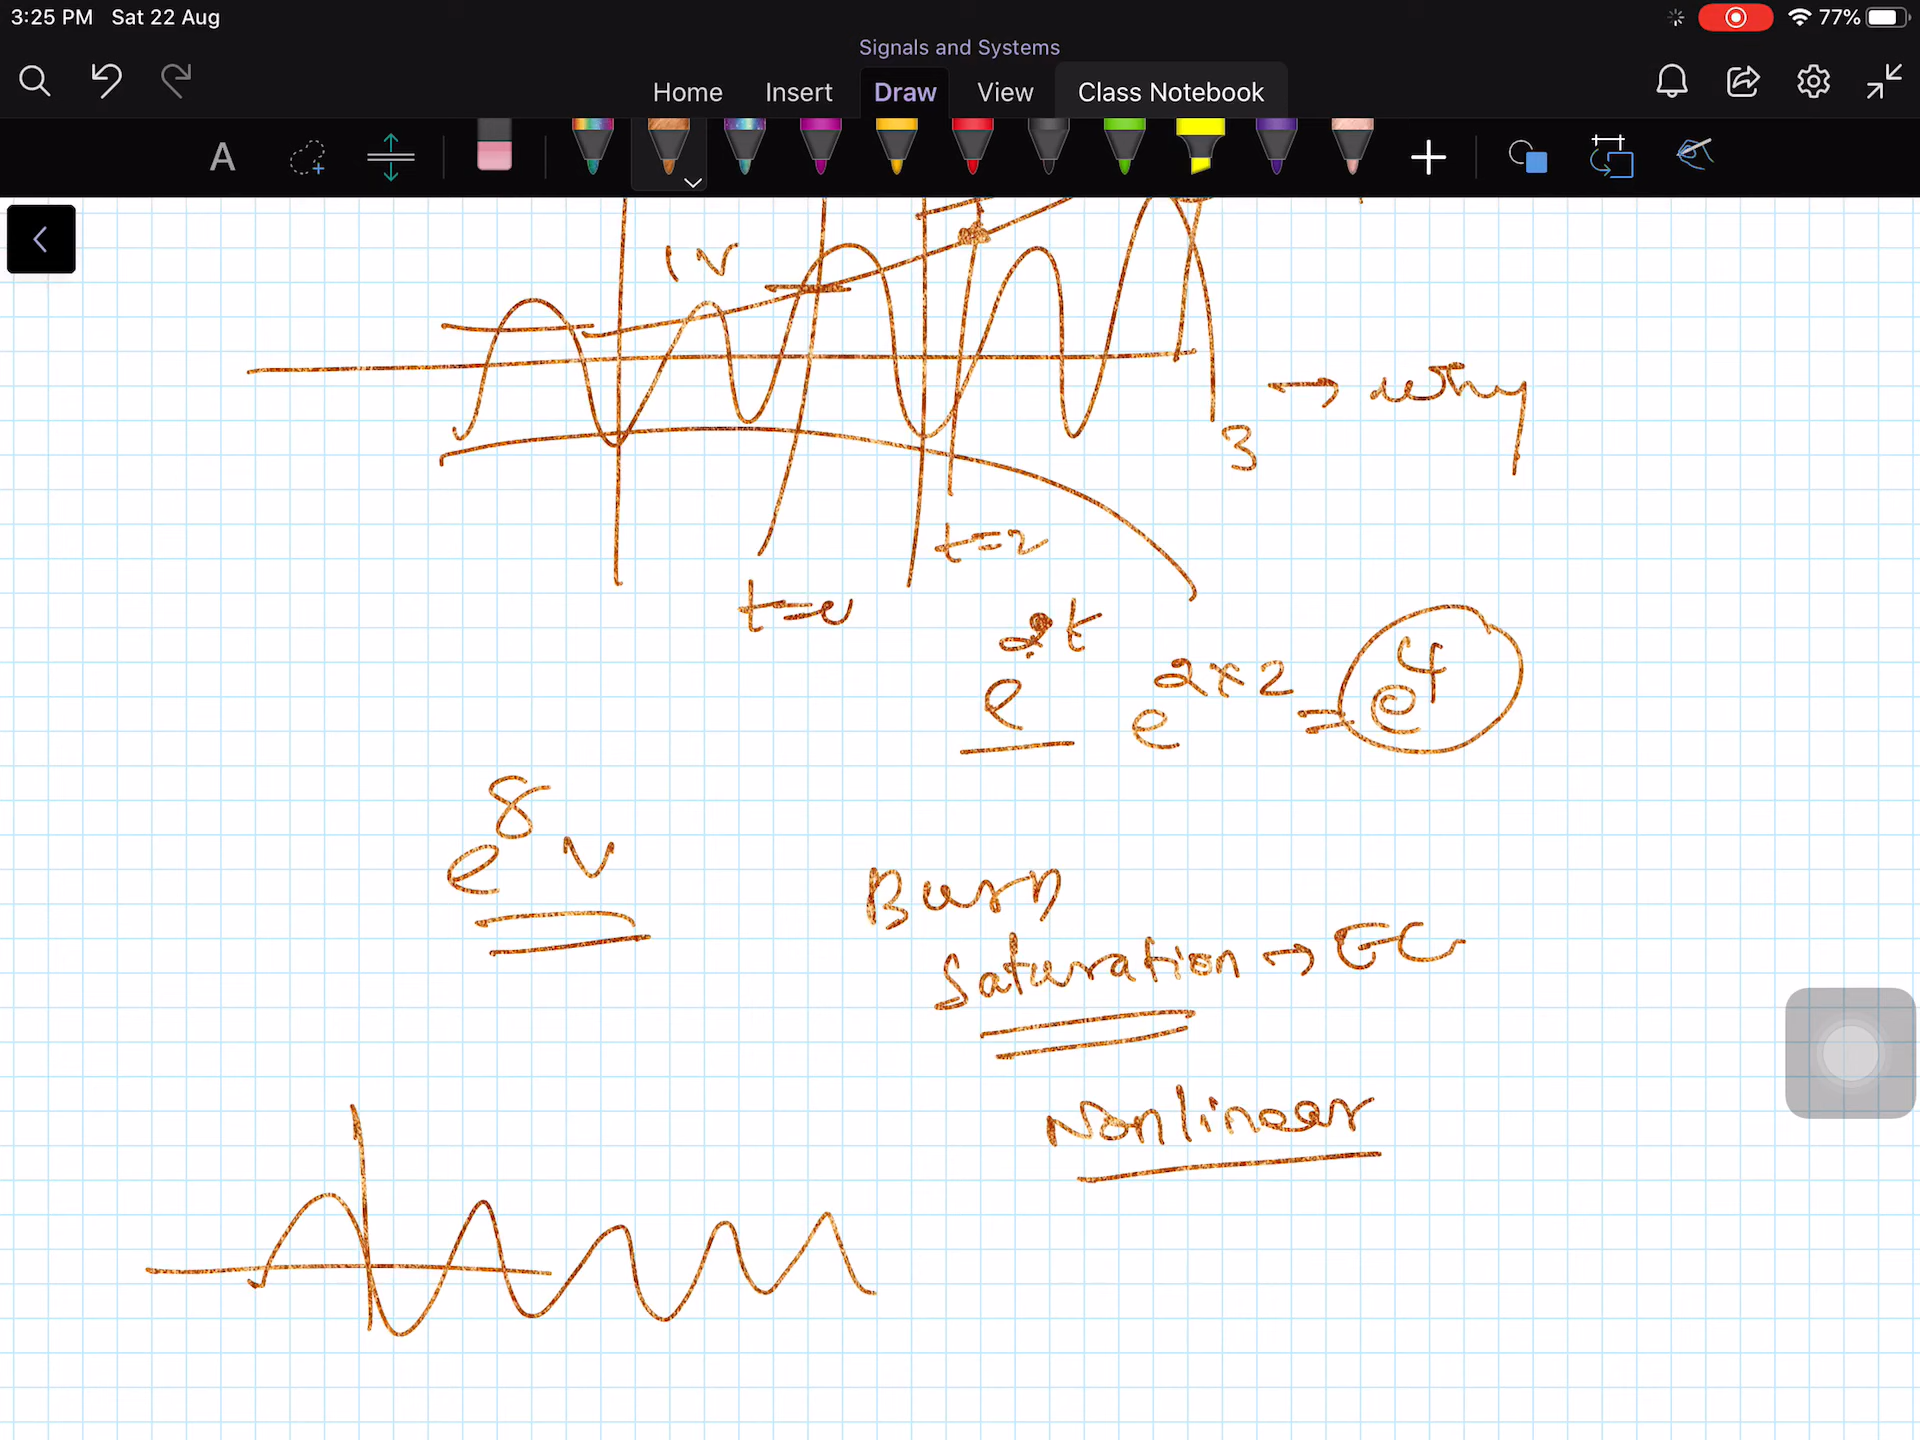 3:25 PM Sat 22 Aug
77%
Signals and Systems
Home Insert Draw View Class Notebook
A
1V
3 →
t=2
t=0
e^2t
e^2×2 = e^4
e^8 V
Burn
Saturation → EC
Nonlinear